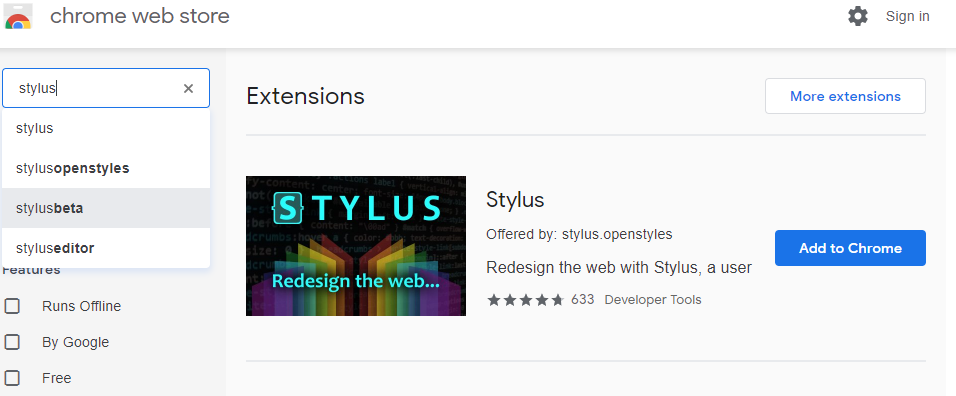 chrome web store
Sign in
stylus
stylus
stylusopenstyles
stylusbeta
styluseditor
Features
Runs Offline
By Google
Free
Extensions
More extensions
STYLUS
Redesign the web...
Stylus
Offered by: stylus.openstyles
Redesign the web with Stylus, a user
633 Developer Tools
Add to Chrome